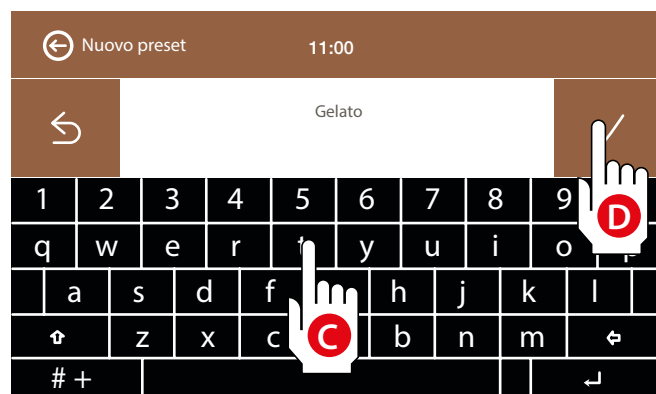 Nuovo preset 11:00
Gelato
1 2 3 4 5 6 7 8 9
D
q w e r t y u i o p
a s d f h j k l
z x c b n m
C
# +